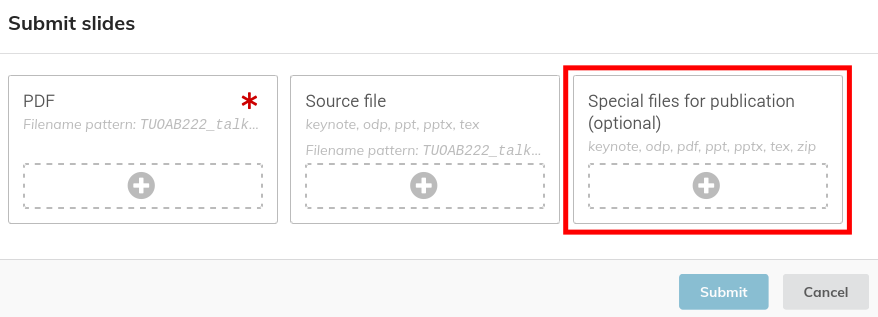 Submit slides
PDF *
Filename pattern: TUOAB222_talk…
Source file
keynote, odp, ppt, pptx, tex
Filename pattern: TUOAB222_talk…
Special files for publication
(optional)
keynote, odp, pdf, ppt, pptx, tex, zip
Submit
Cancel